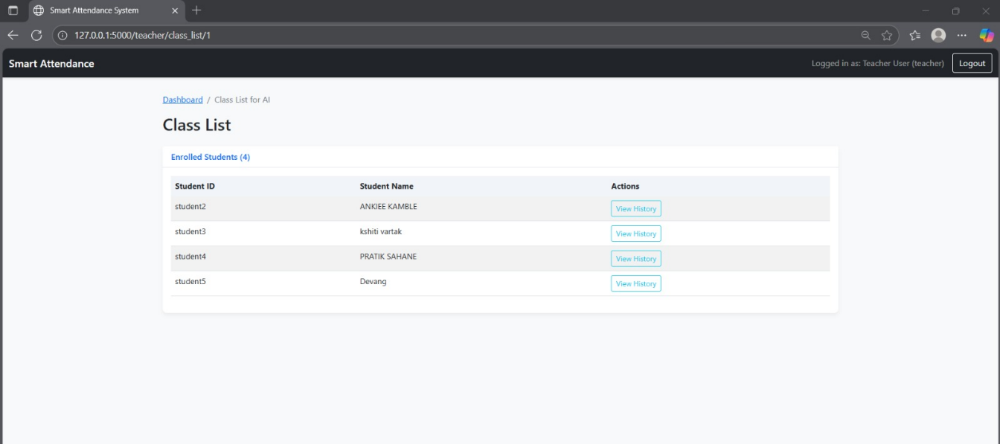 Smart Attendance System
127.0.0.1:5000/teacher/class_list/1
Smart Attendance Logged in as: Teacher User (teacher) Logout
Dashboard / Class List for AI
Class List
Enrolled Students (4)
Student ID Student Name Actions
student2 ANKIEE KAMBLE View History
student3 kshiti vartak View History
student4 PRATIK SAHANE View History
student5 Devang View History